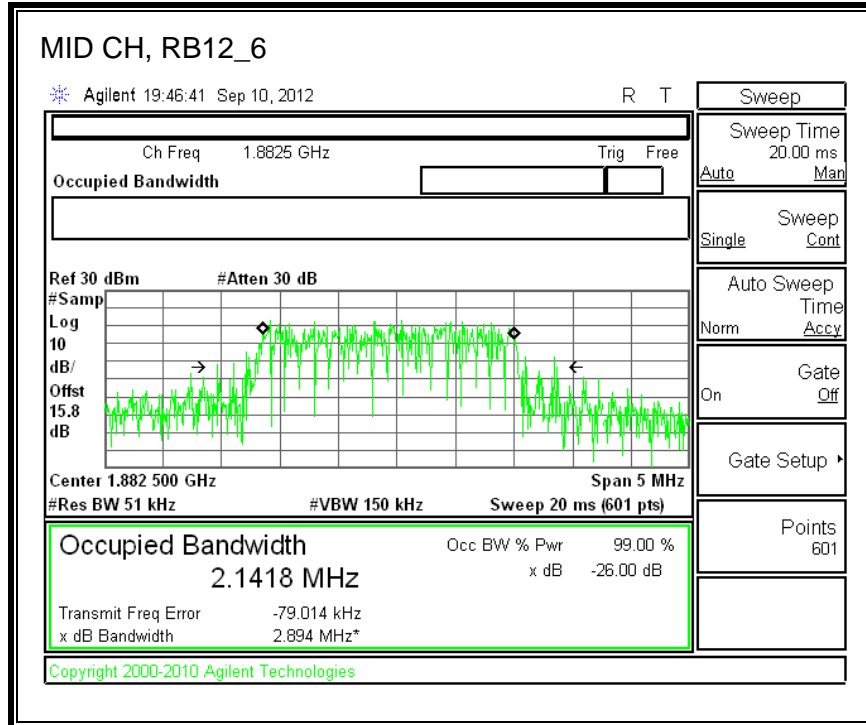 MID CH, RB12_6
Agilent 19:46:41 Sep 10, 2012 R T
Ch Freq 1.8825 GHz Trig Free
Occupied Bandwidth
Ref 30 dBm #Atten 30 dB
#Samp
Log
10
dB/
Offst
15.8
dB
Center 1.882 500 GHz Span 5 MHz
#Res BW 51 kHz #VBW 150 kHz Sweep 20 ms (601 pts)
Occupied Bandwidth Occ BW % Pwr 99.00 %
2.1418 MHz x dB -26.00 dB
Transmit Freq Error -79.014 kHz
x dB Bandwidth 2.894 MHz*
Copyright 2000-2010 Agilent Technologies
Sweep
Sweep Time
20.00 ms
Auto Man
Sweep
Single Cont
Auto Sweep
Time
Norm Accy
Gate
On Off
Gate Setup
Points
601